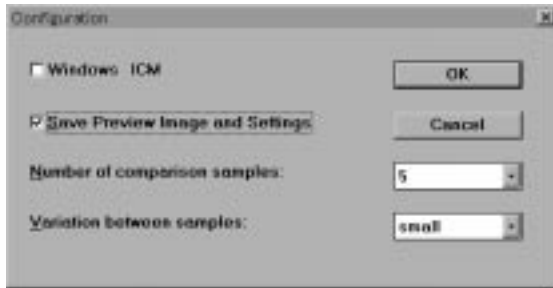 Configuration
Windows ICM
OK
Save Preview Image and Settings
Cancel
Number of comparison samples:
5
Variation between samples:
small